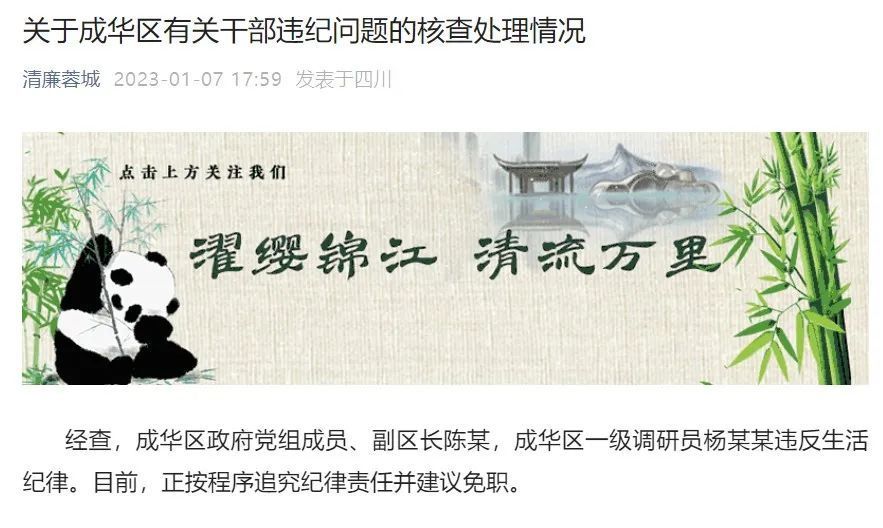 关于成华区有关干部违纪问题的核查处理情况
清廉蓉城 2023-01-07 17:59 发表于四川
点击上方关注我们
濯缨锦江 清流万里
经查，成华区政府党组成员、副区长陈某，成华区一级调研员杨某某违反生活
纪律。目前，正按程序追究纪律责任并建议免职。